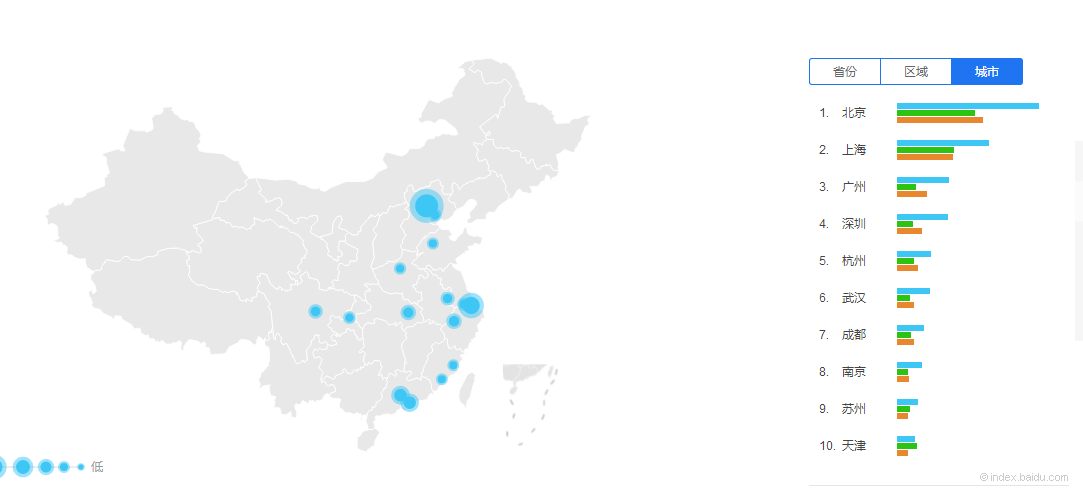 省份 区域 城市
1. 北京
2. 上海
3. 广州
4. 深圳
5. 杭州
6. 武汉
7. 成都
8. 南京
9. 苏州
10. 天津
低
© index.baidu.com